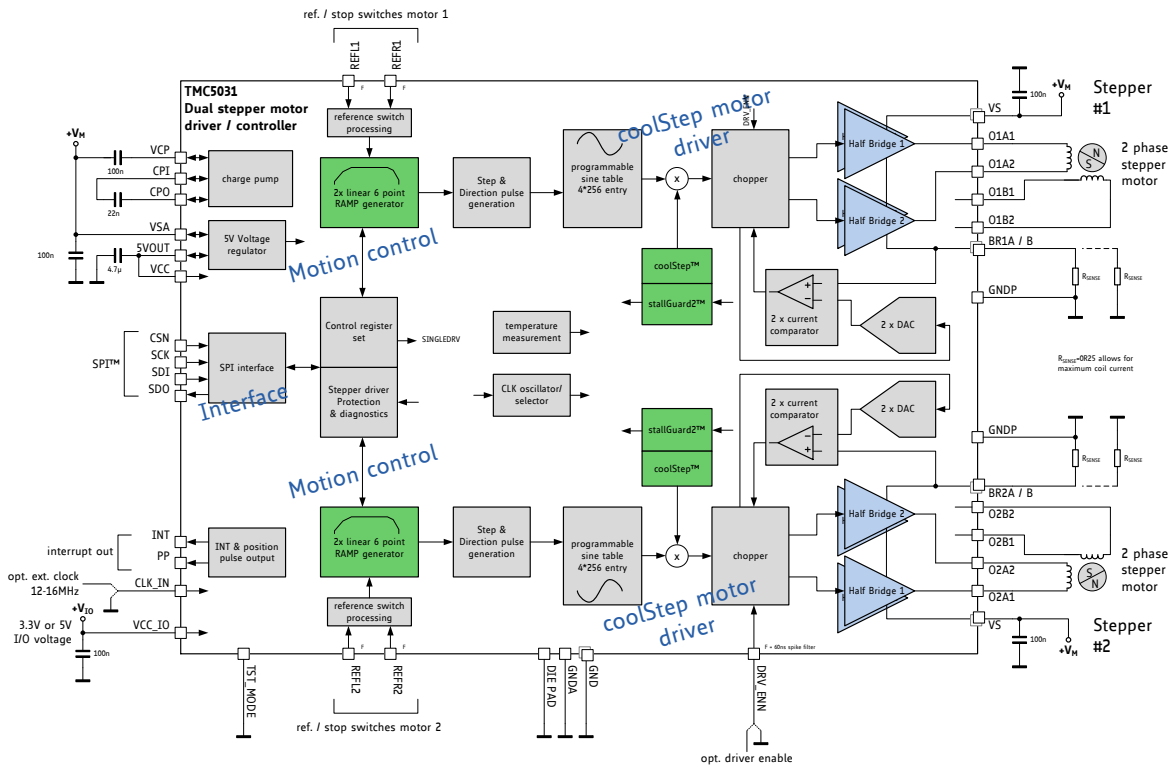 ref. / stop switches motor 1
REFL1
REFR1
F
F
TMC5031
Dual stepper motor
driver / controller
reference switch
processing
2x linear 6 point
RAMP generator
Step &
Direction pulse
generation
programmable
sine table
4*256 entry
x
coolStep motor
driver
DRV_ENN
chopper
Half Bridge 1
Half Bridge 2
+VM
VCP
100n
CPI
CPO
22n
charge pump
VSA
5VOUT
VCC
100n
4.7µ
5V Voltage
regulator
Motion control
coolStep™
stallGuard2™
+
−
2 x current
comparator
2 x DAC
VS
100n
+VM
Stepper
#1
O1A1
O1A2
O1B1
O1B2
N
S
2 phase
stepper
motor
BR1A / B
RSENSE
RSENSE
GNDP
RSENSE=0R25 allows for
maximum coil current
SPI™
CSN
SCK
SDI
SDO
SPI interface
Interface
Control register
set
SINGLEDRV
Stepper driver
Protection
& diagnostics
temperature
measurement
CLK oscillator/
selector
Motion control
stallGuard2™
coolStep™
2 x current
comparator
−
+
2 x DAC
GNDP
RSENSE
RSENSE
BR2A / B
O2B2
O2B1
O2A2
O2A1
VS
100n
+VM
S
N
2 phase
stepper
motor
Stepper
#2
interrupt out
INT
PP
INT & position
pulse output
opt. ext. clock
12-16MHz
CLK_IN
+VIO
3.3V or 5V
I/O voltage
VCC_IO
100n
2x linear 6 point
RAMP generator
Step &
Direction pulse
generation
programmable
sine table
4*256 entry
x
chopper
Half Bridge 2
Half Bridge 1
coolStep motor
driver
reference switch
processing
F
F
F
F = 60ns spike filter
TST_MODE
REFL2
REFR2
ref. / stop switches motor 2
DIE PAD
GNDA
GND
DRV_ENN
opt. driver enable